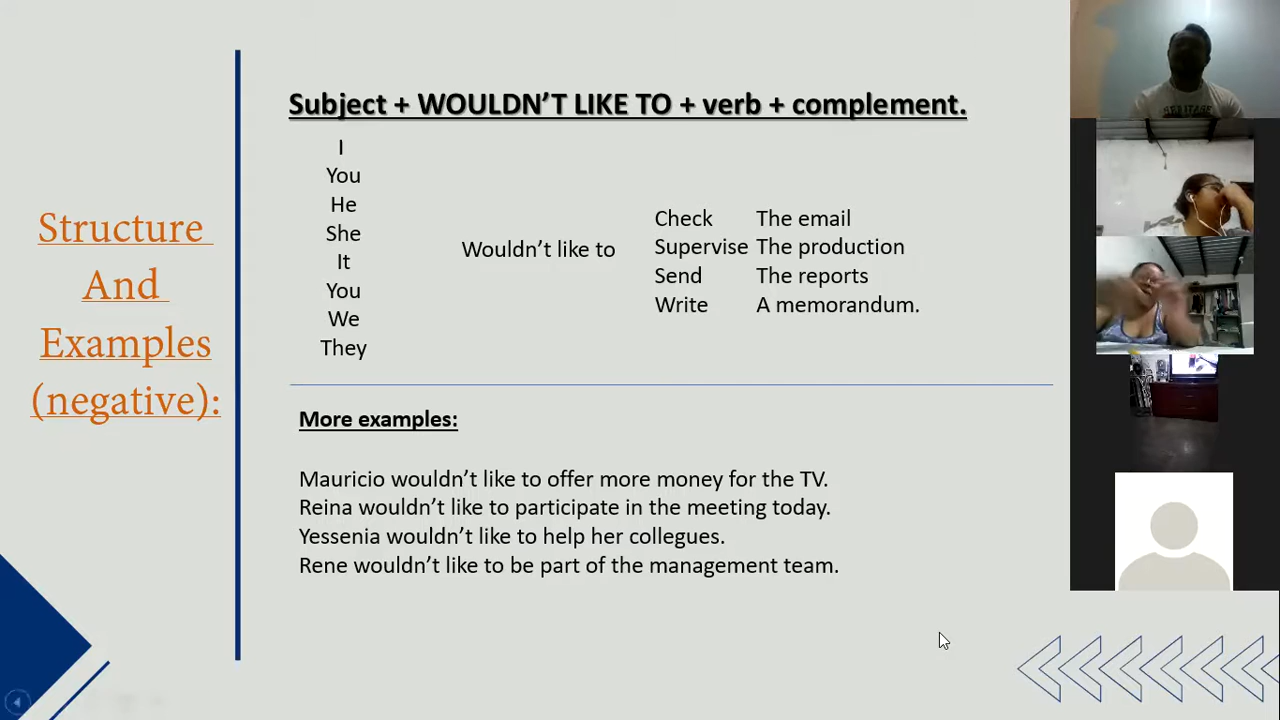 Structure
And
Examples
(negative):
Subject + WOULDN'T LIKE TO + verb + complement.
I
You
He
She
It
You
We
They
Wouldn't like to
Check The email
Supervise The production
Send The reports
Write A memorandum.
More examples:
Mauricio wouldn't like to offer more money for the TV.
Reina wouldn't like to participate in the meeting today.
Yessenia wouldn't like to help her collegues.
Rene wouldn't like to be part of the management team.
HERITAGE